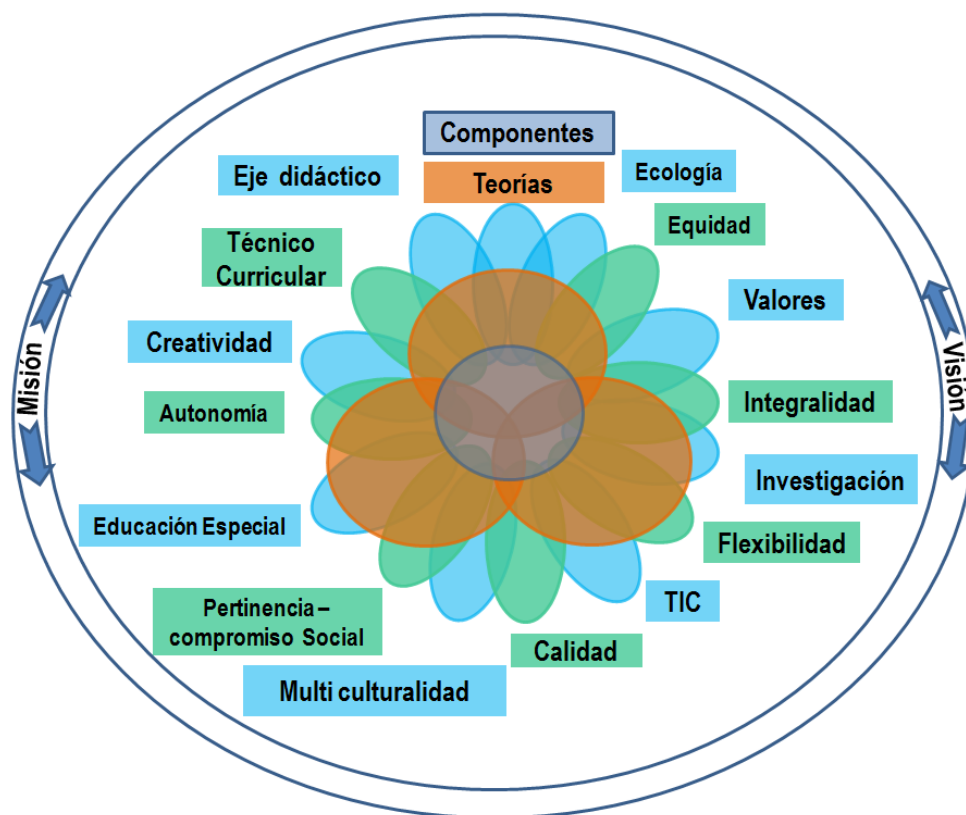 Componentes
Teorías
Eje didáctico
Ecología
Equidad
Técnico
Curricular
Valores
Creatividad
Misión
Visión
Autonomía
Integralidad
Investigación
Educación Especial
Flexibilidad
TIC
Pertinencia –
compromiso Social
Calidad
Multi culturalidad